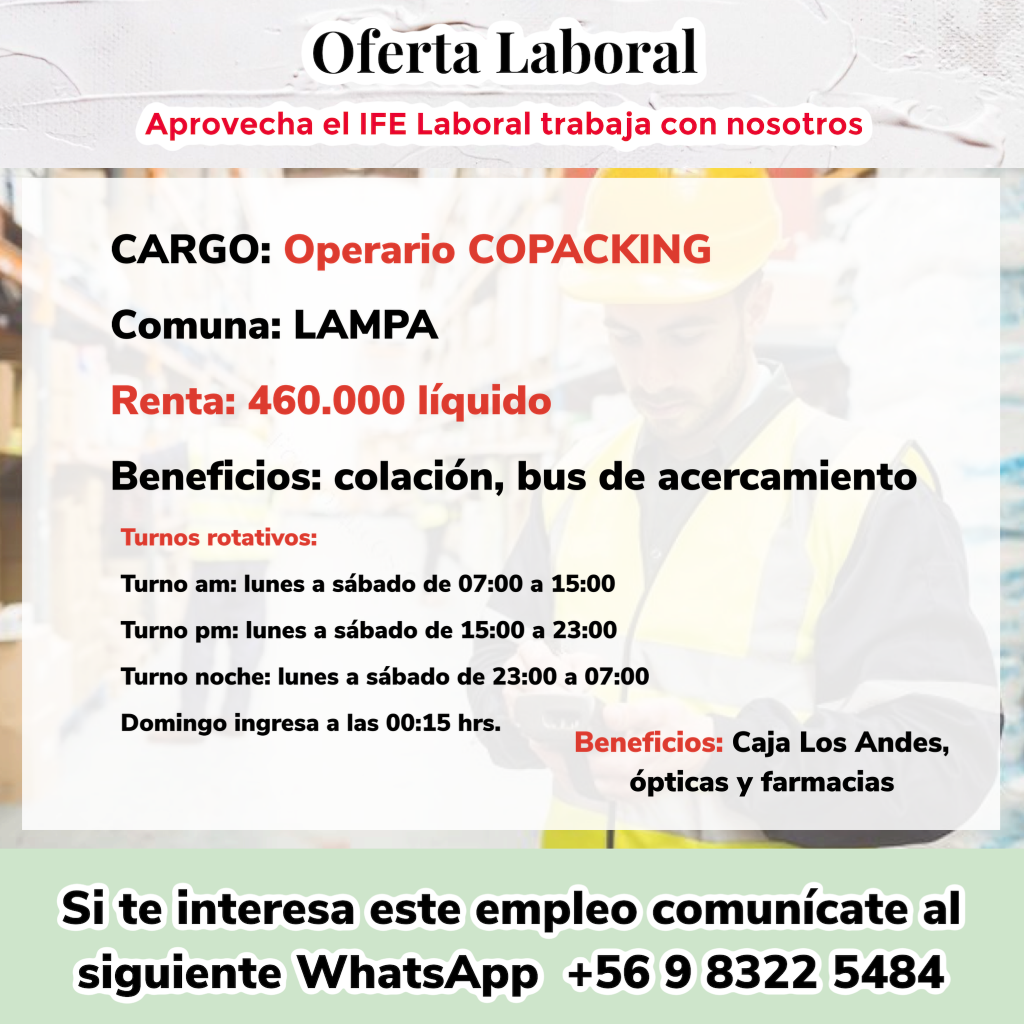 Oferta Laboral
Aprovecha el IFE Laboral trabaja con nosotros
CARGO: Operario COPACKING
Comuna: LAMPA
Renta: 460.000 líquido
Beneficios: colación, bus de acercamiento
Turnos rotativos:
Turno am: lunes a sábado de 07:00 a 15:00
Turno pm: lunes a sábado de 15:00 a 23:00
Turno noche: lunes a sábado de 23:00 a 07:00
Domingo ingresa a las 00:15 hrs.
Beneficios: Caja Los Andes,
ópticas y farmacias
Si te interesa este empleo comunícate al
siguiente WhatsApp +56 9 8322 5484